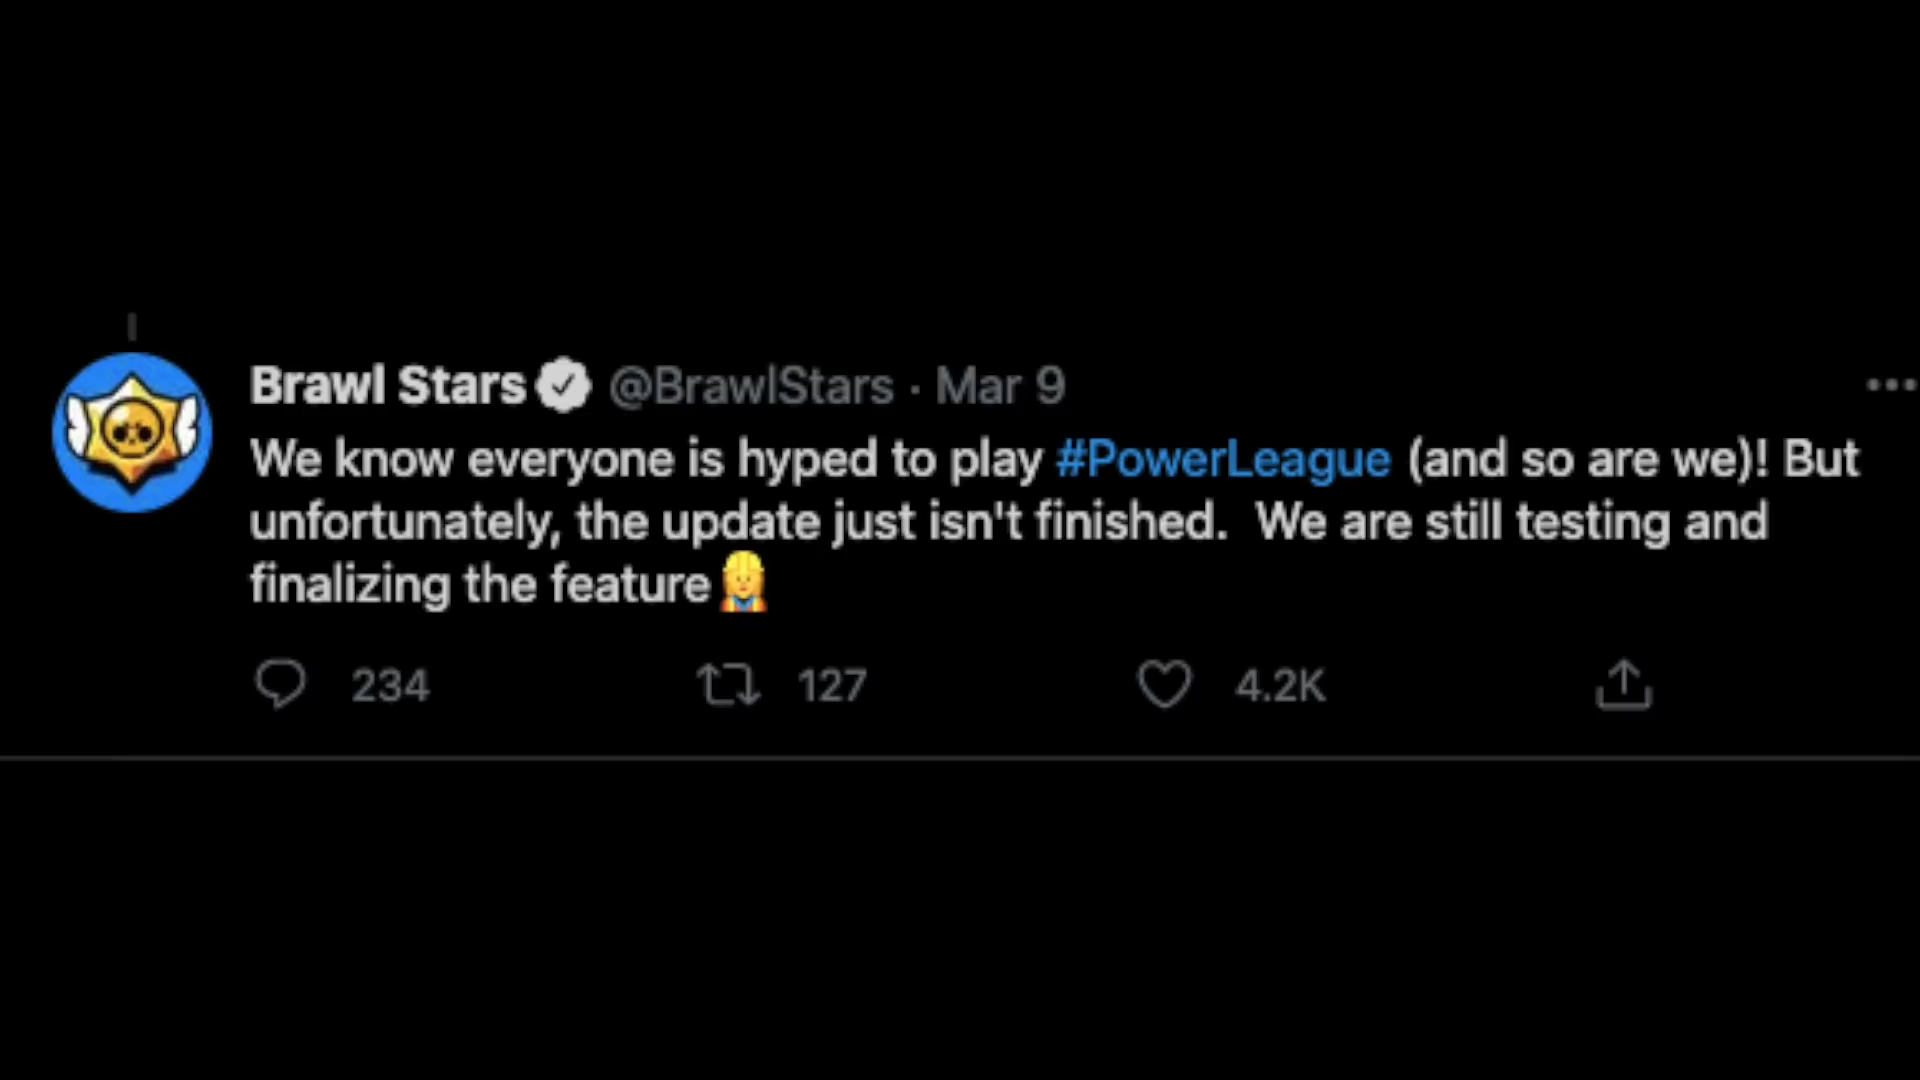 Brawl Stars @BrawlStars · Mar 9
We know everyone is hyped to play #PowerLeague (and so are we)! But
unfortunately, the update just isn't finished.  We are still testing and
finalizing the feature👷‍♀️
234 127 4.2K